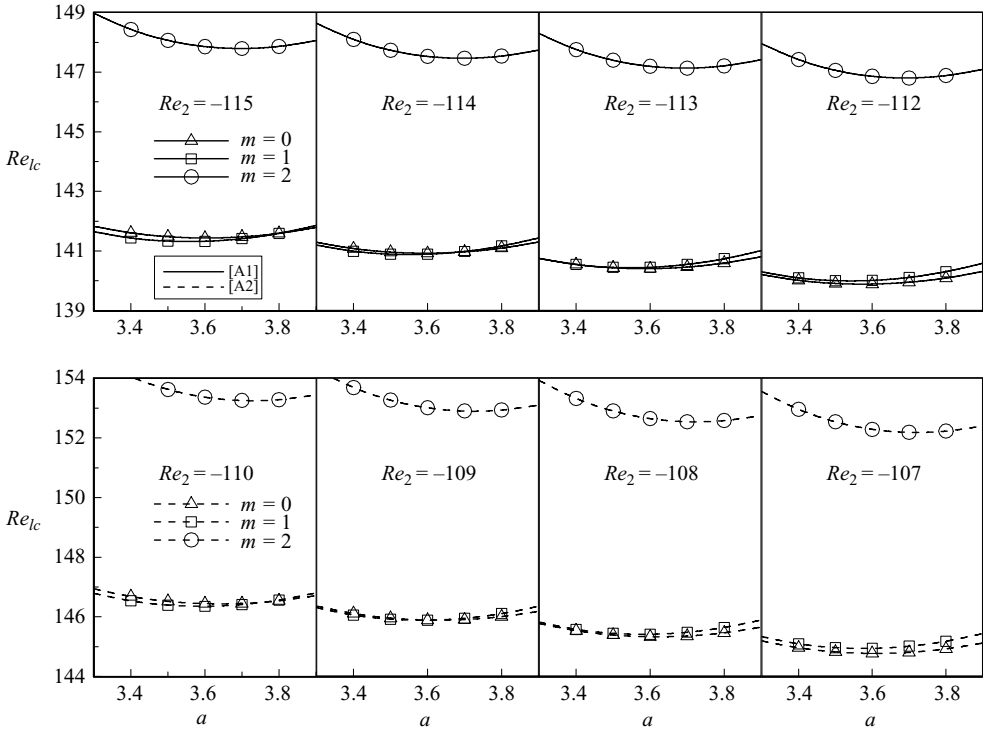 149
147
145
143
141
139
Re_lc
Re_2 = –115
Re_2 = –114
Re_2 = –113
Re_2 = –112
m = 0
m = 1
m = 2
[A1]
[A2]
3.4 3.6 3.8 3.4 3.6 3.8 3.4 3.6 3.8 3.4 3.6 3.8
154
152
150
148
146
144
Re_lc
Re_2 = –110
Re_2 = –109
Re_2 = –108
Re_2 = –107
m = 0
m = 1
m = 2
3.4 3.6 3.8 3.4 3.6 3.8 3.4 3.6 3.8 3.4 3.6 3.8
a a a a